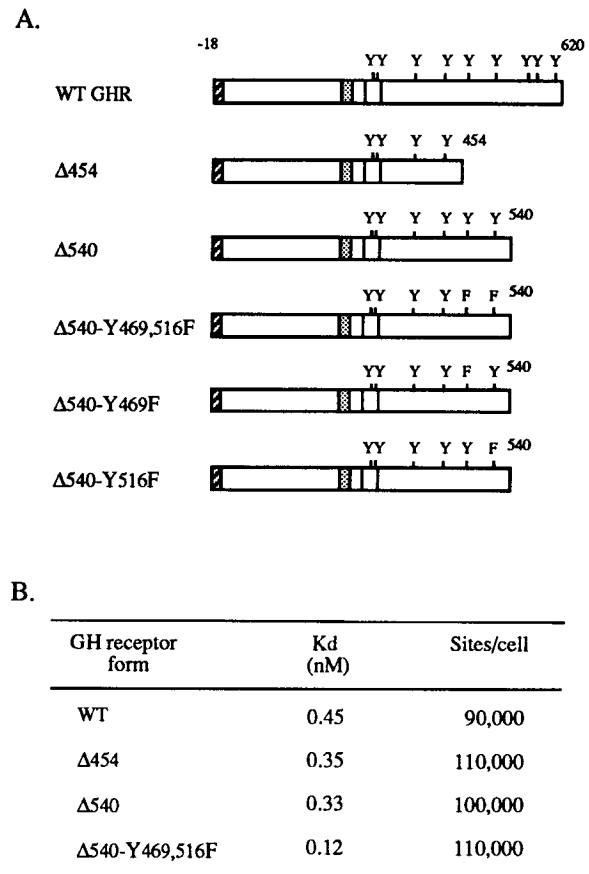 A.
-18 620
YY Y Y Y Y YY Y
WT GHR
YY Y Y 454
Δ454
YY Y Y Y Y 540
Δ540
YY Y Y F F 540
Δ540-Y469,516F
YY Y Y F Y 540
Δ540-Y469F
YY Y Y Y F 540
Δ540-Y516F
B.
GH receptor form Kd (nM) Sites/cell
WT 0.45 90,000
Δ454 0.35 110,000
Δ540 0.33 100,000
Δ540-Y469,516F 0.12 110,000